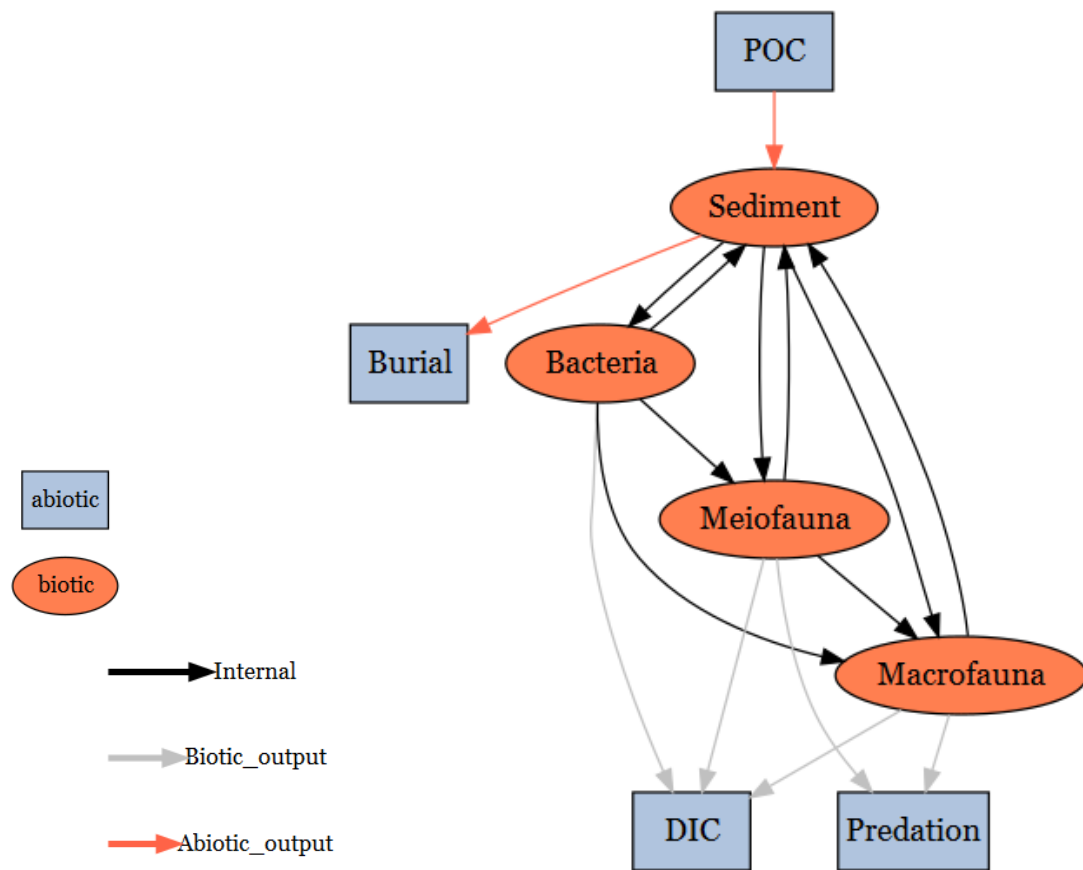 POC
Sediment
Burial
Bacteria
abiotic
Meiofauna
biotic
Internal
Macrofauna
Biotic_output
DIC
Predation
Abiotic_output